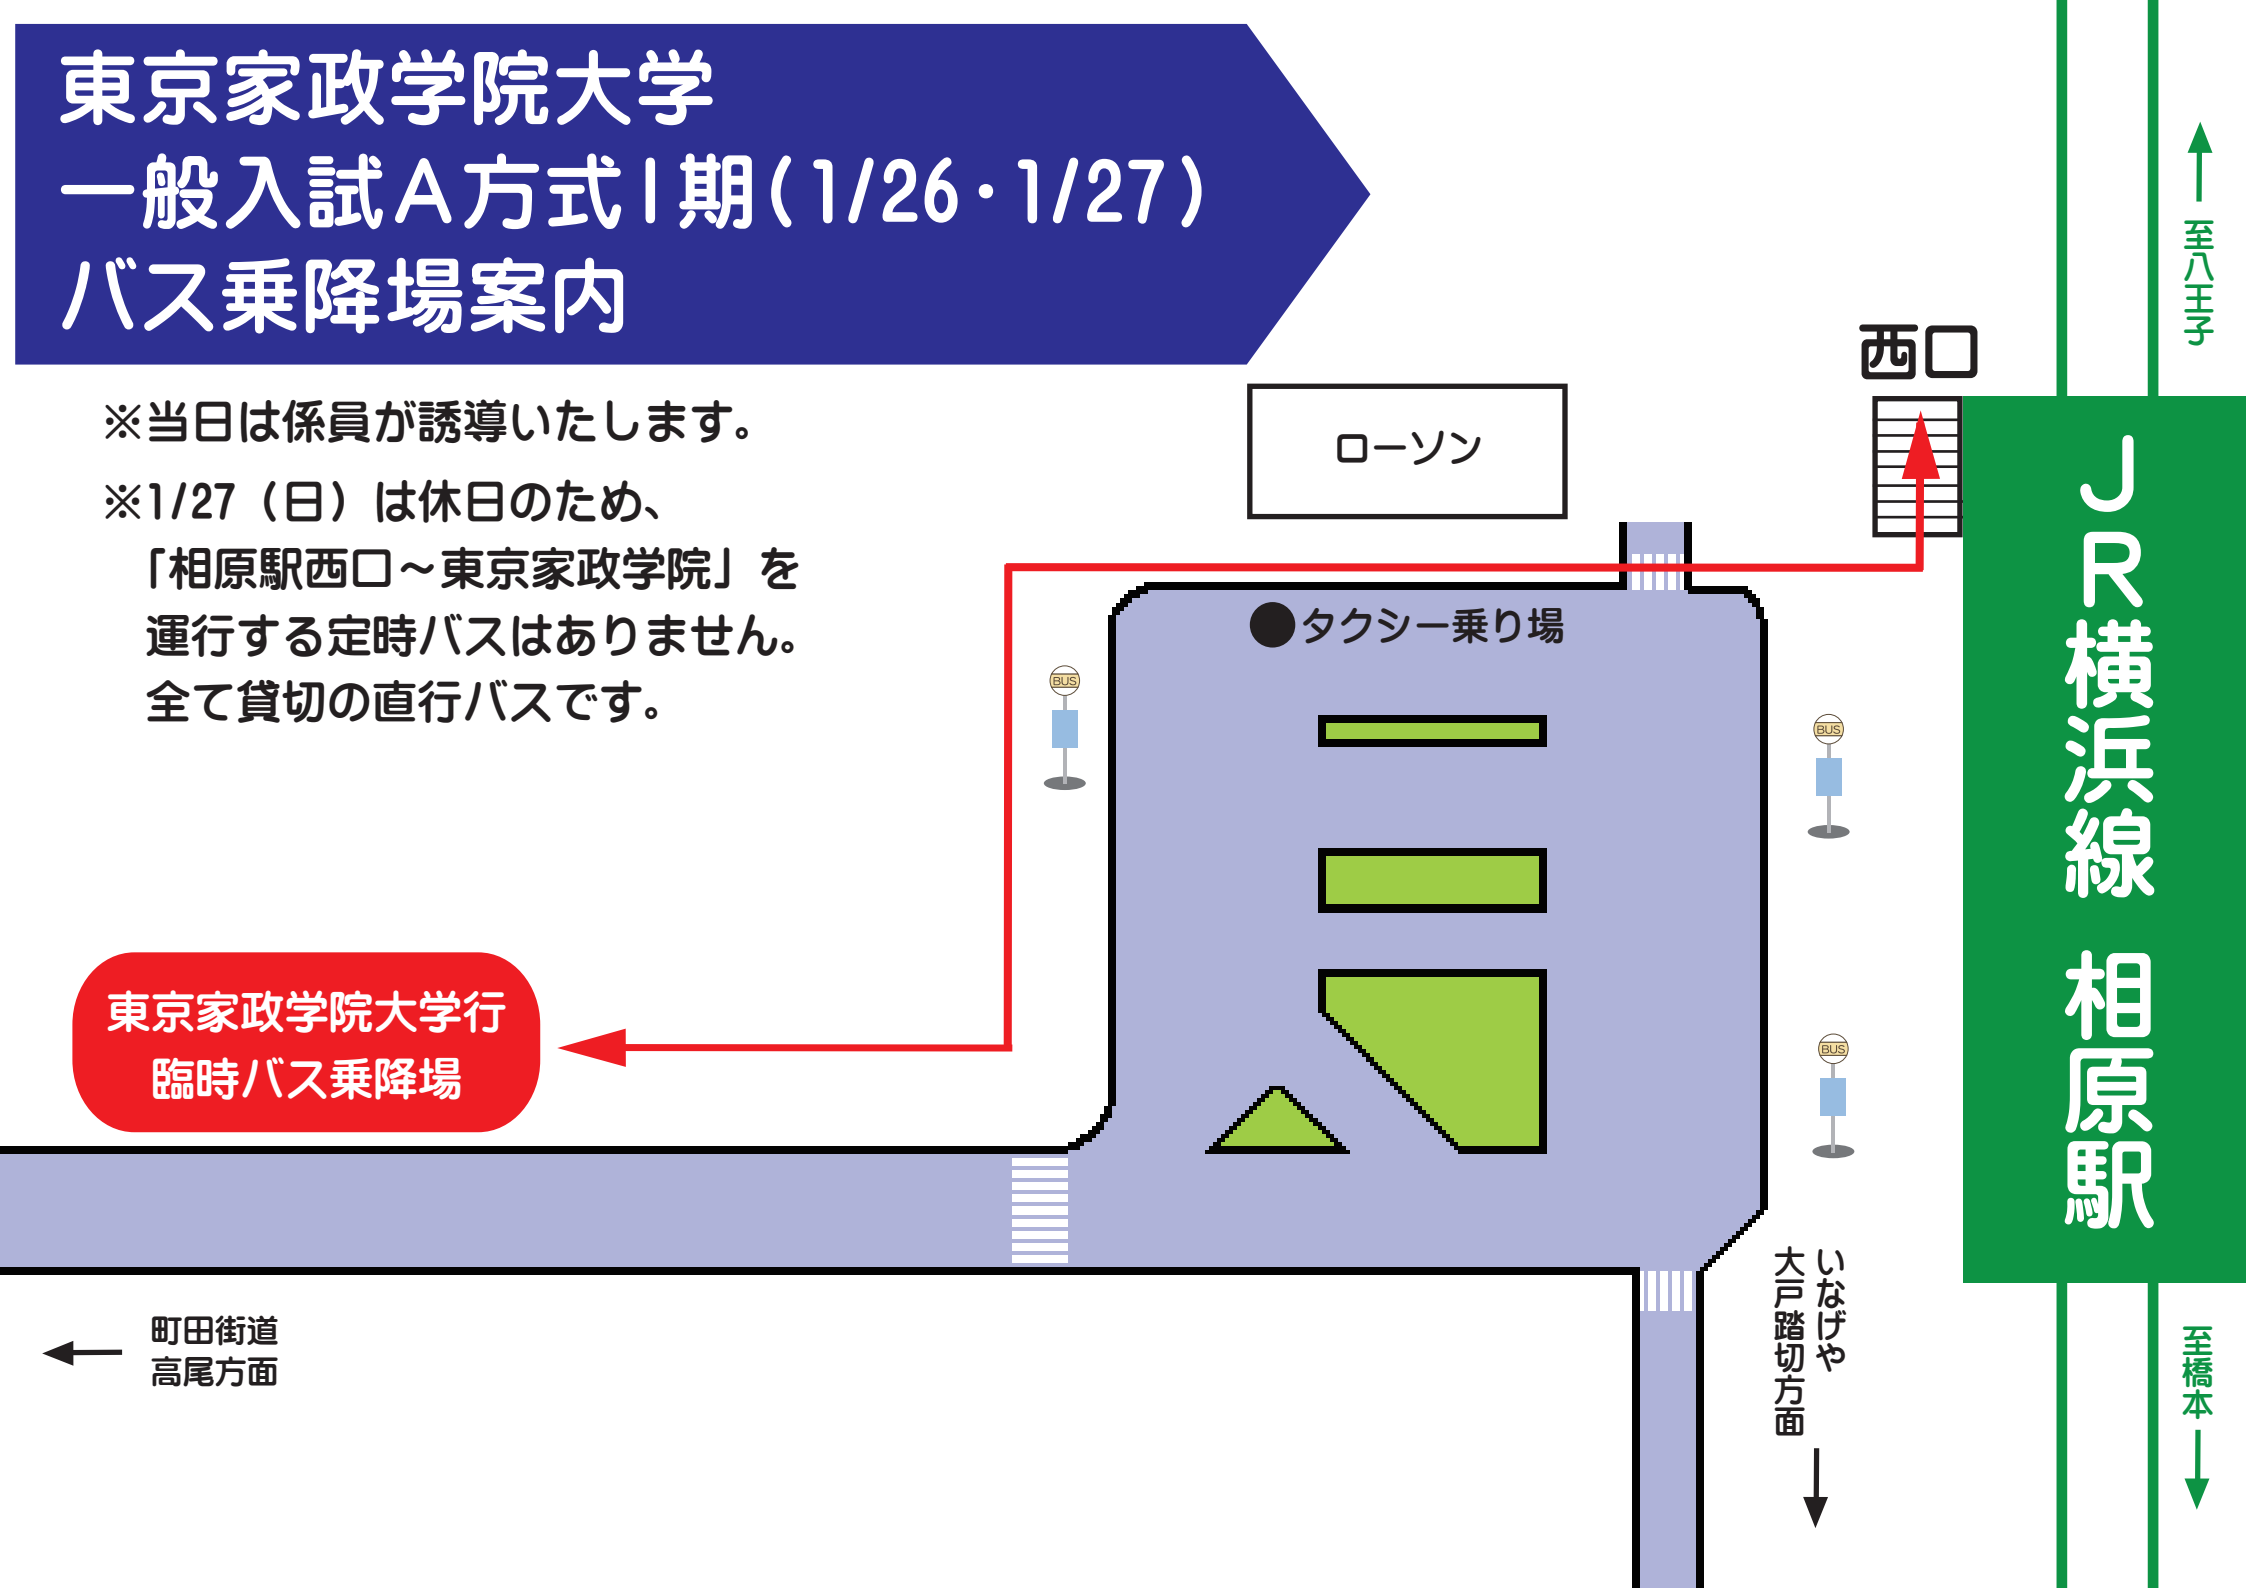 東京家政学院大学
一般入試A方式Ⅰ期(1/26・1/27)
バス乗降場案内
※当日は係員が誘導いたします。
※1/27（日）は休日のため、
「相原駅西口～東京家政学院」を
運行する定時バスはありません。
全て貸切の直行バスです。
ローソン
西口
至八王子
JR横浜線 相原駅
●タクシー乗り場
BUS
BUS
BUS
東京家政学院大学行
臨時バス乗降場
町田街道
高尾方面
いなげや
大戸踏切方面
至橋本